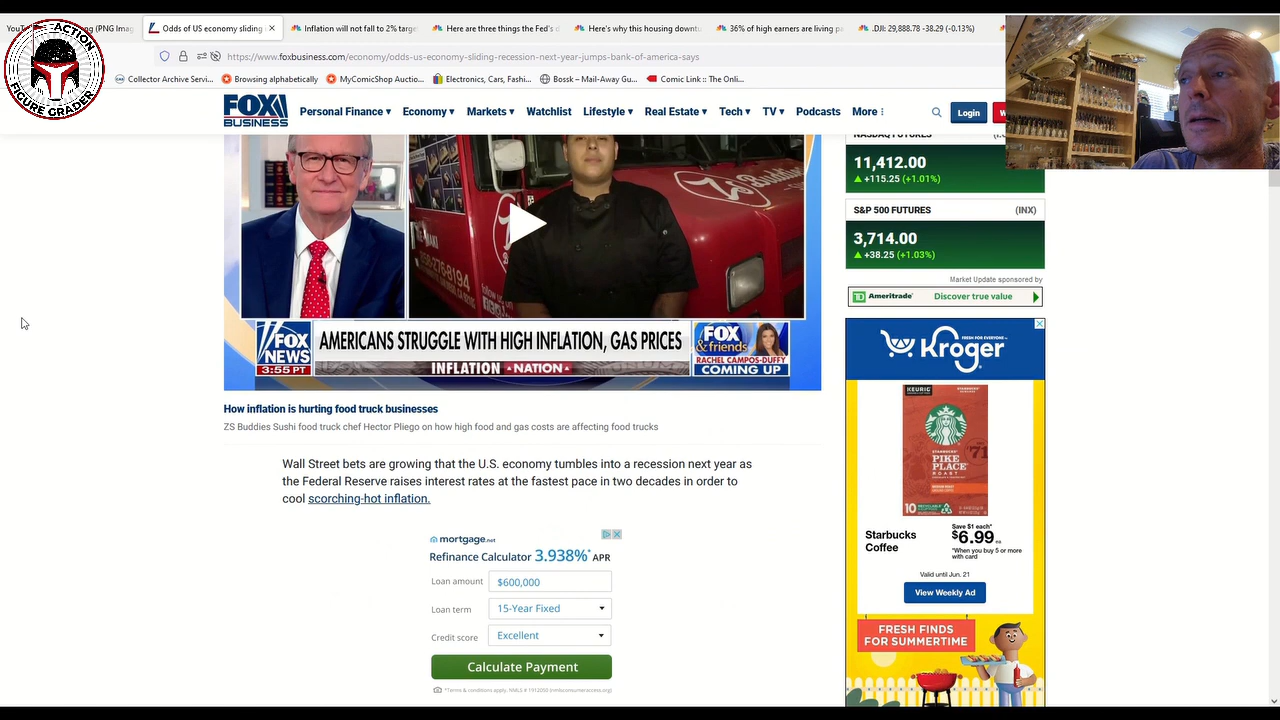 ACTION
FIGURE GRADER
Odds of US economy sliding
Inflation will not fall to 2% targe
Here are three things the Fed's d
Here's why this housing downtu
36% of high earners are living pa
.DJI: 29,888.78 -38.29 (-0.13%)
https://www.foxbusiness.com/economy/odds-us-economy-sliding-recession-next-year-jumps-bank-of-america-says
Collector Archive Servi...
Browsing alphabetically
MyComicShop Auctio...
Electronics, Cars, Fashi...
Bossk – Mail-Away Gu...
Comic Link :: The Onli...
FOX
BUSINESS
Personal Finance
Economy
Markets
Watchlist
Lifestyle
Real Estate
Tech
TV
Podcasts
More
Login
NASDAQ FUTURES
11,412.00
+115.25 (+1.01%)
S&P 500 FUTURES (INX)
3,714.00
+38.25 (+1.03%)
Market Update sponsored by
TD Ameritrade Discover true value
FOX
NEWS
3:55 PT
AMERICANS STRUGGLE WITH HIGH INFLATION, GAS PRICES
INFLATION NATION
FOX
& friends
RACHEL CAMPOS-DUFFY
COMING UP
How inflation is hurting food truck businesses
ZS Buddies Sushi food truck chef Hector Pliego on how high food and gas costs are affecting food trucks
Wall Street bets are growing that the U.S. economy tumbles into a recession next year as
the Federal Reserve raises interest rates at the fastest pace in two decades in order to
cool scorching-hot inflation.
mortgage.net
Refinance Calculator 3.938%* APR
Loan amount $600,000
Loan term 15-Year Fixed
Credit score Excellent
Calculate Payment
*Terms & conditions apply. NMLS # 1912050 (nmlsconsumeraccess.org)
FRESH FOR EVERYONE
Kroger
KEURIG
STARBUCKS
PIKE
PLACE
ROAST
10
Starbucks
Coffee
Save $1 each*
$6.99 ea
*When you buy 5 or more
with card
Valid until Jun. 21
View Weekly Ad
FRESH FINDS
FOR SUMMERTIME